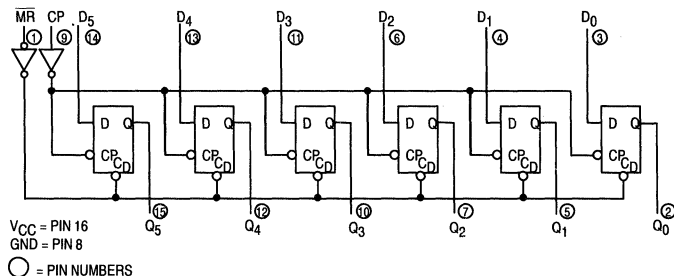 M̅R̅ CP D5 D4 D3 D2 D1 D0
1 9 14 13 11 6 4 3
D Q D Q D Q D Q D Q D Q
CP CP CP CP CP CP
CD CD CD CD CD CD
15 12 10 7 5 2
Q5 Q4 Q3 Q2 Q1 Q0
VCC = PIN 16
GND = PIN 8
= PIN NUMBERS